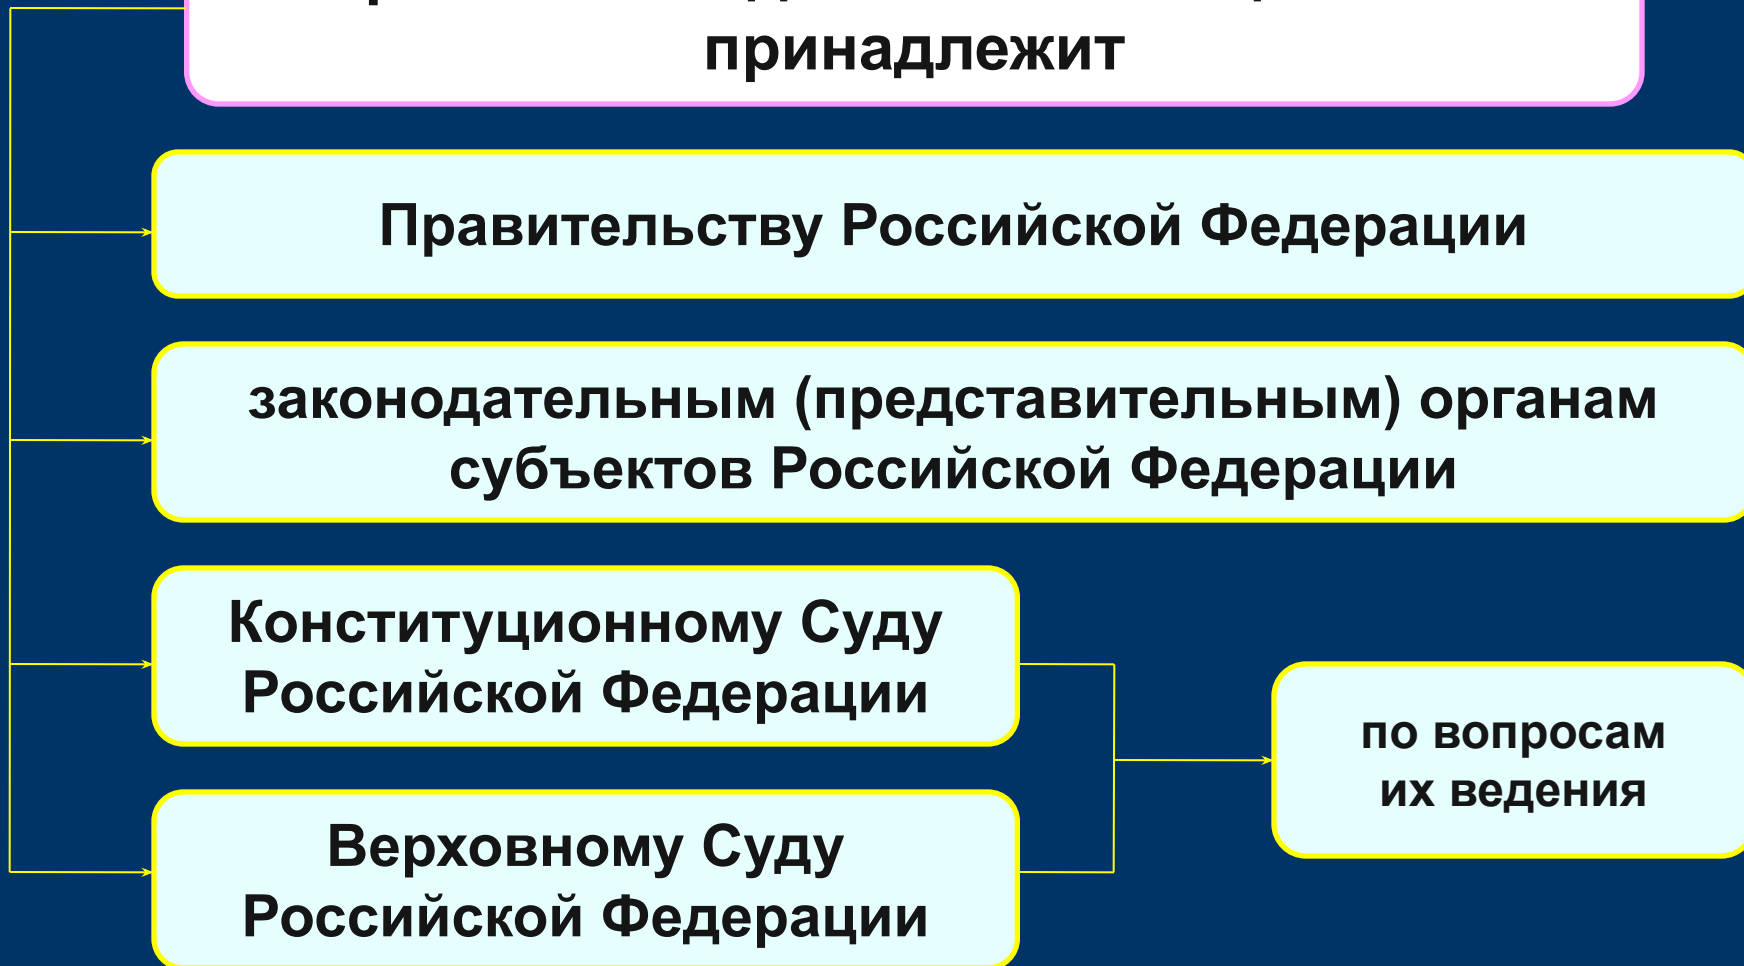 принадлежит
Правительству Российской Федерации
законодательным (представительным) органам
субъектов Российской Федерации
Конституционному Суду
Российской Федерации
по вопросам
их ведения
Верховному Суду
Российской Федерации